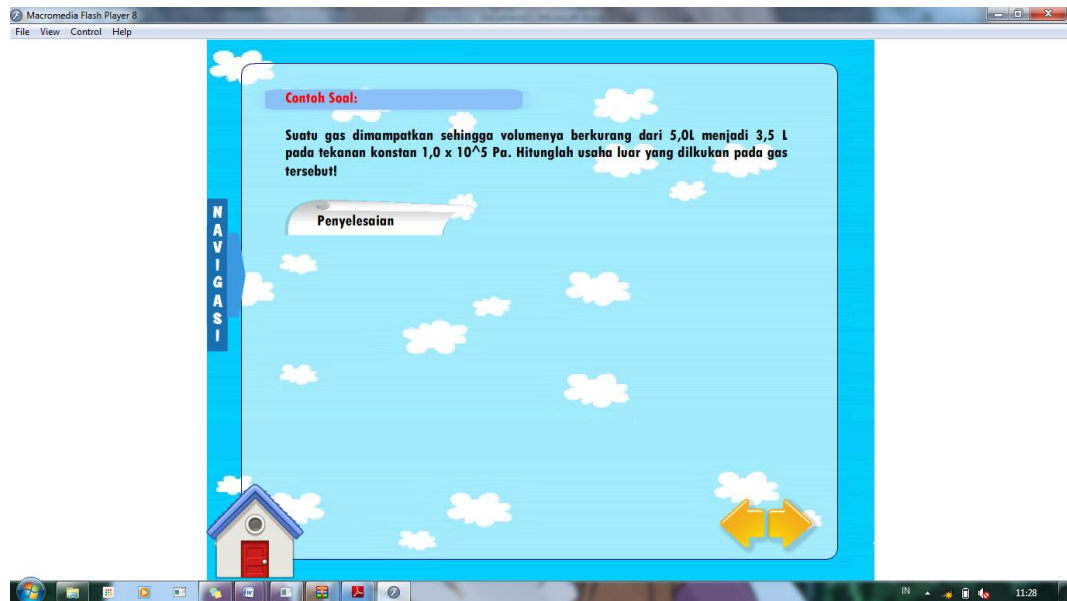 Macromedia Flash Player 8
File View Control Help
Contoh Soal:
Suatu gas dimampatkan sehingga volumenya berkurang dari 5,0L menjadi 3,5 L
pada tekanan konstan 1,0 x 10^5 Pa. Hitunglah usaha luar yang dilkukan pada gas
tersebut!
Penyelesaian
NAVIGASI
IN
11:28